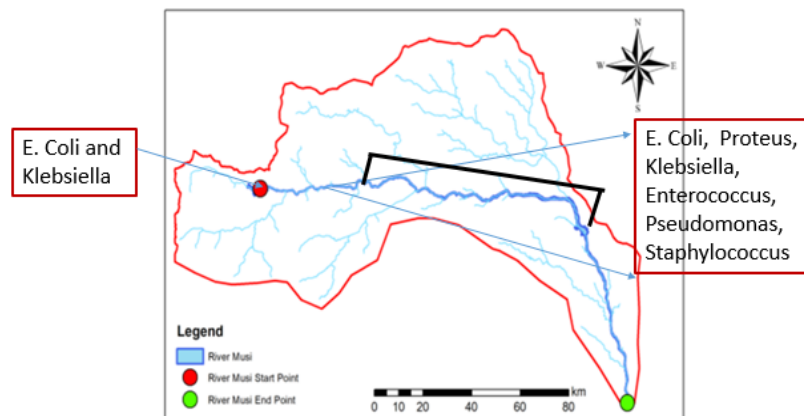 N
W
E
S
E. Coli and
Klebsiella
E. Coli, Proteus,
Klebsiella,
Enterococcus,
Pseudomonas,
Staphylococcus
Legend
River Musi
River Musi Start Point
River Musi End Point
km
0 5 10 20 40 60 80